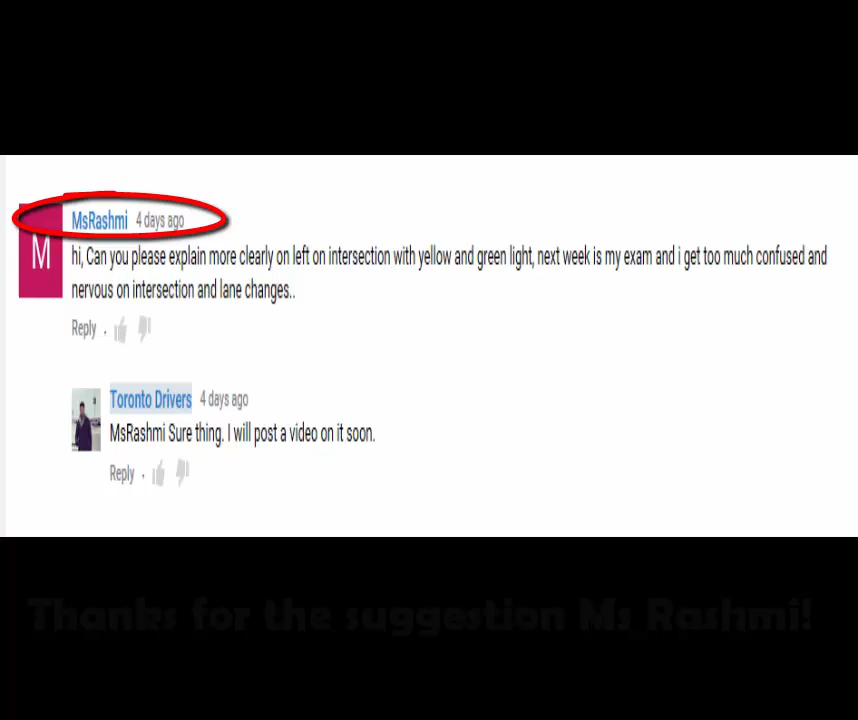 MsRashmi 4 days ago
M
hi, Can you please explain more clearly on left on intersection with yellow and green light, next week is my exam and i get too much confused and
nervous on intersection and lane changes..
Reply .
Toronto Drivers 4 days ago
MsRashmi Sure thing. I will post a video on it soon.
Reply .
Thanks for the suggestion Ms_Rashmi!